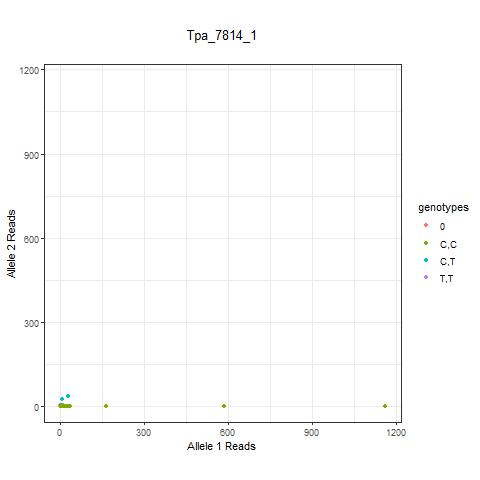 Tpa_7814_1
1200
900
600
300
0
Allele 2 Reads
0 300 600 900 1200
Allele 1 Reads
genotypes
0
C,C
C,T
T,T